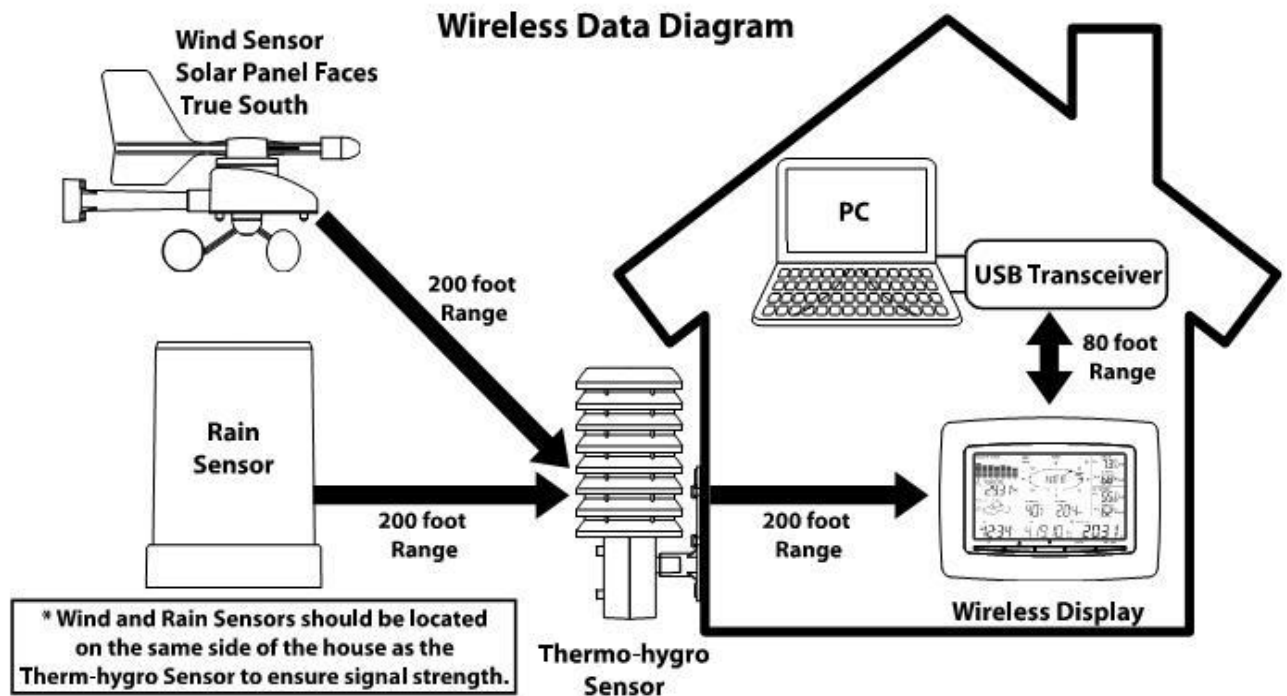 Wireless Data Diagram
Wind Sensor
Solar Panel Faces
True South
200 foot
Range
PC
USB Transceiver
80 foot
Range
Rain
Sensor
200 foot
Range
200 foot
Range
Wireless Display
Thermo-hygro
Sensor
* Wind and Rain Sensors should be located
on the same side of the house as the
Therm-hygro Sensor to ensure signal strength.
12:34